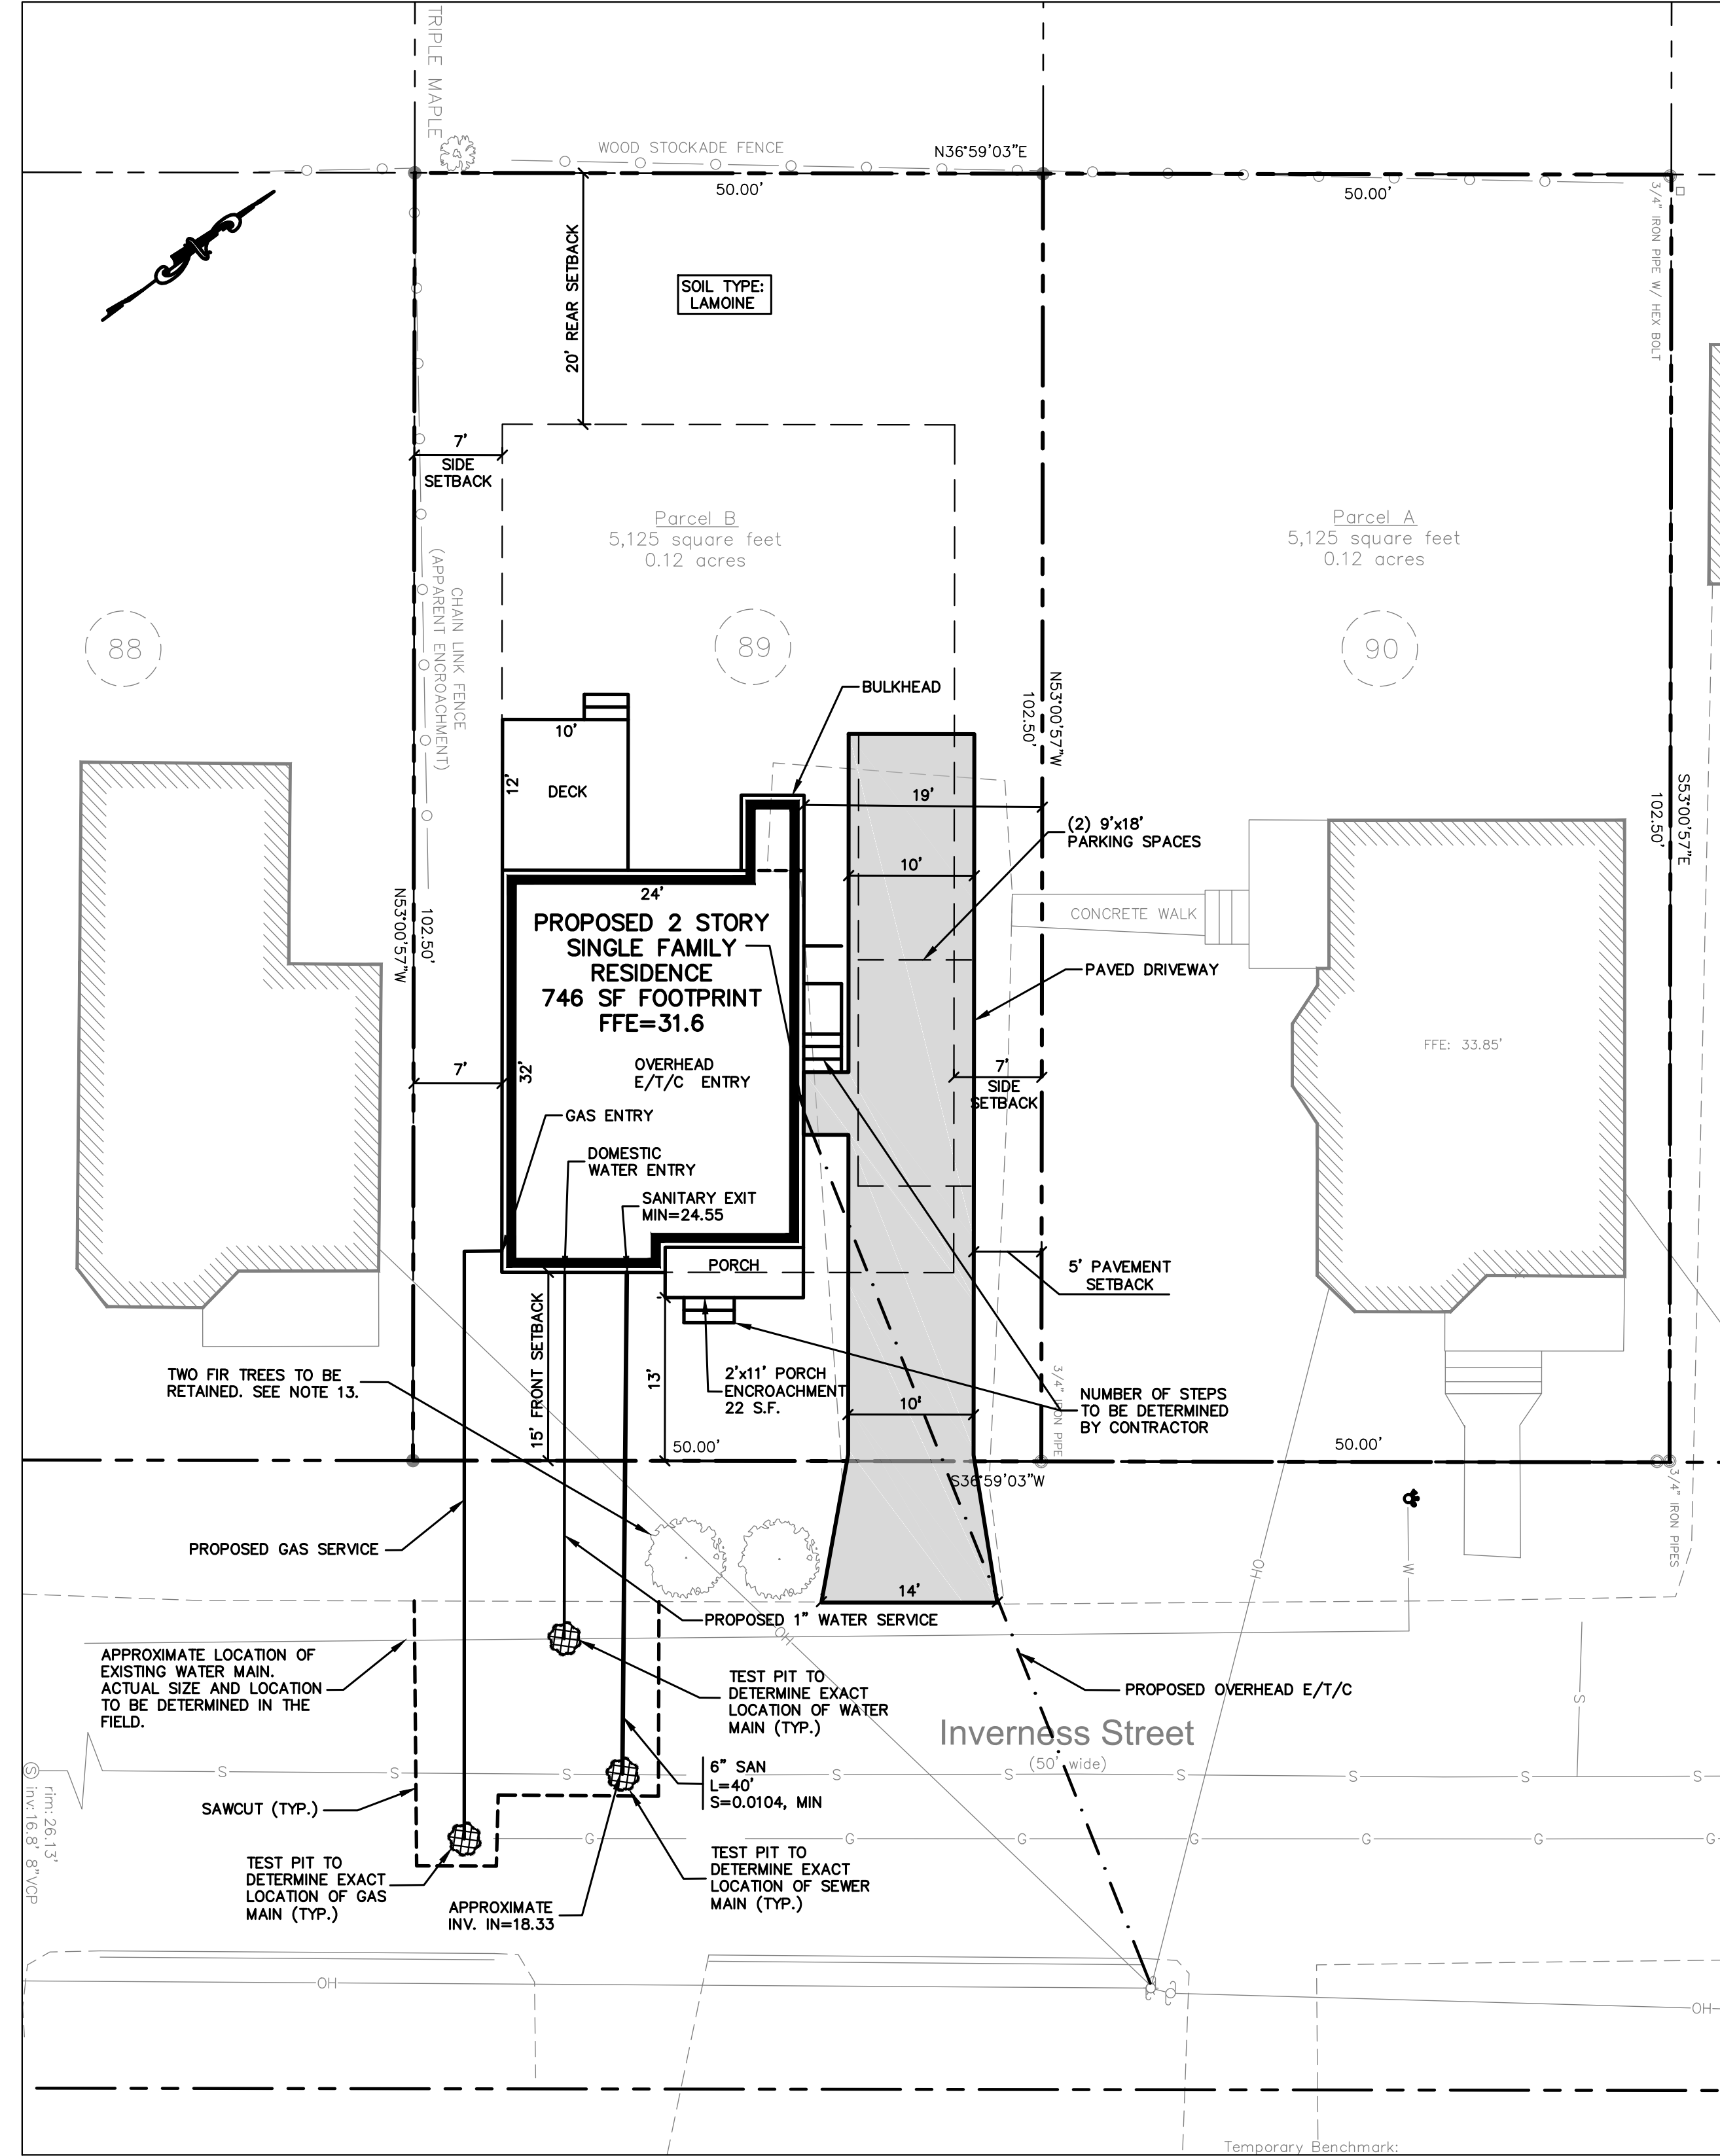 TRIPLE MAPLE
WOOD STOCKADE FENCE
N36°59'03"E
50.00'
50.00'
3/4" IRON PIPE W/ HEX BOLT
20' REAR SETBACK
SOIL TYPE:
LAMOINE
7'
SIDE
SETBACK
Parcel B
5,125 square feet
0.12 acres
Parcel A
5,125 square feet
0.12 acres
CHAIN LINK FENCE
(APPARENT ENCROACHMENT)
88
89
90
BULKHEAD
N53°00'57"W
102.50'
10'
12'
DECK
19'
(2) 9'x18'
PARKING SPACES
S53°00'57"E
102.50'
10'
24'
N53°00'57"W
102.50'
PROPOSED 2 STORY
SINGLE FAMILY
RESIDENCE
746 SF FOOTPRINT
FFE=31.6
CONCRETE WALK
PAVED DRIVEWAY
FFE: 33.85'
7'
32'
OVERHEAD
E/T/C ENTRY
7'
SIDE
SETBACK
GAS ENTRY
DOMESTIC
WATER ENTRY
SANITARY EXIT
MIN=24.55
PORCH
5' PAVEMENT
SETBACK
15' FRONT SETBACK
13'
TWO FIR TREES TO BE
RETAINED. SEE NOTE 13.
2'x11' PORCH
ENCROACHMENT
22 S.F.
10'
3/4" IRON PIPE
NUMBER OF STEPS
TO BE DETERMINED
BY CONTRACTOR
50.00'
50.00'
S36°59'03"W
3/4" IRON PIPES
PROPOSED GAS SERVICE
OH
W
14'
PROPOSED 1" WATER SERVICE
OH
APPROXIMATE LOCATION OF
EXISTING WATER MAIN.
ACTUAL SIZE AND LOCATION
TO BE DETERMINED IN THE
FIELD.
TEST PIT TO
DETERMINE EXACT
LOCATION OF WATER
MAIN (TYP.)
PROPOSED OVERHEAD E/T/C
S
Inverness Street
(50' wide)
S
S
S
S
S
S
S
S
S
S
6" SAN
L=40'
S=0.0104, MIN
rim: 26.13'
inv: 16.8' 8"VCP
SAWCUT (TYP.)
G
G
G
G
G
G
G
TEST PIT TO
DETERMINE EXACT
LOCATION OF GAS
MAIN (TYP.)
TEST PIT TO
DETERMINE EXACT
LOCATION OF SEWER
MAIN (TYP.)
APPROXIMATE
INV. IN=18.33
OH
OH
Temporary Benchmark: